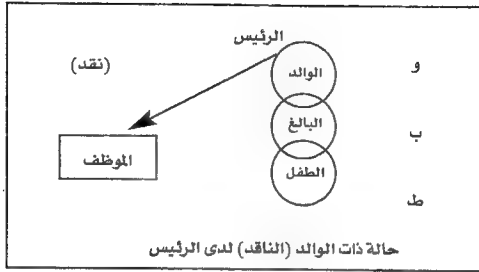 الرئيس
و
الوالد
(نقد)
ب
البالغ
الموظف
الطفل
ط
حالة ذات الوالد (الناقد) لدى الرئيس